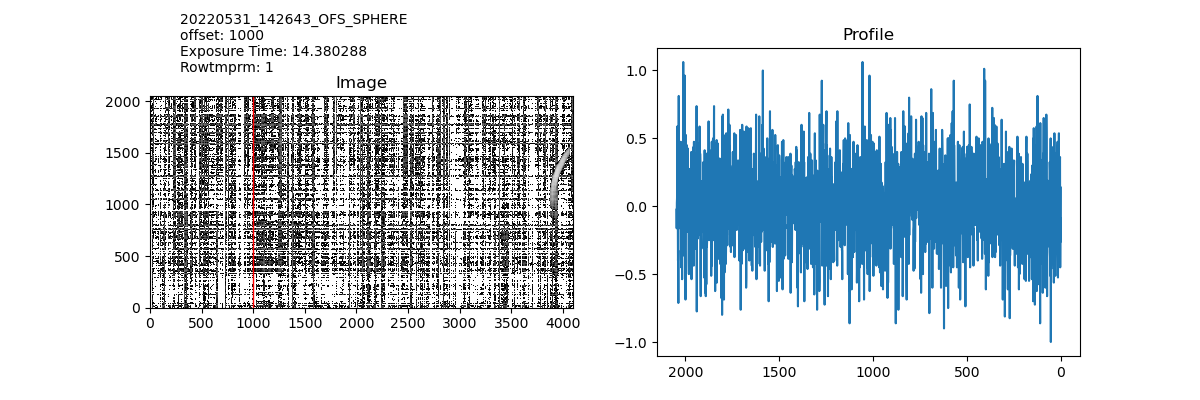 20220531_142643_OFS_SPHERE
offset: 1000
Exposure Time: 14.380288
Rowtmprm: 1
Image
2000
1500
1000
500
0
0 500 1000 1500 2000 2500 3000 3500 4000
Profile
1.0
0.5
0.0
−0.5
−1.0
2000 1500 1000 500 0